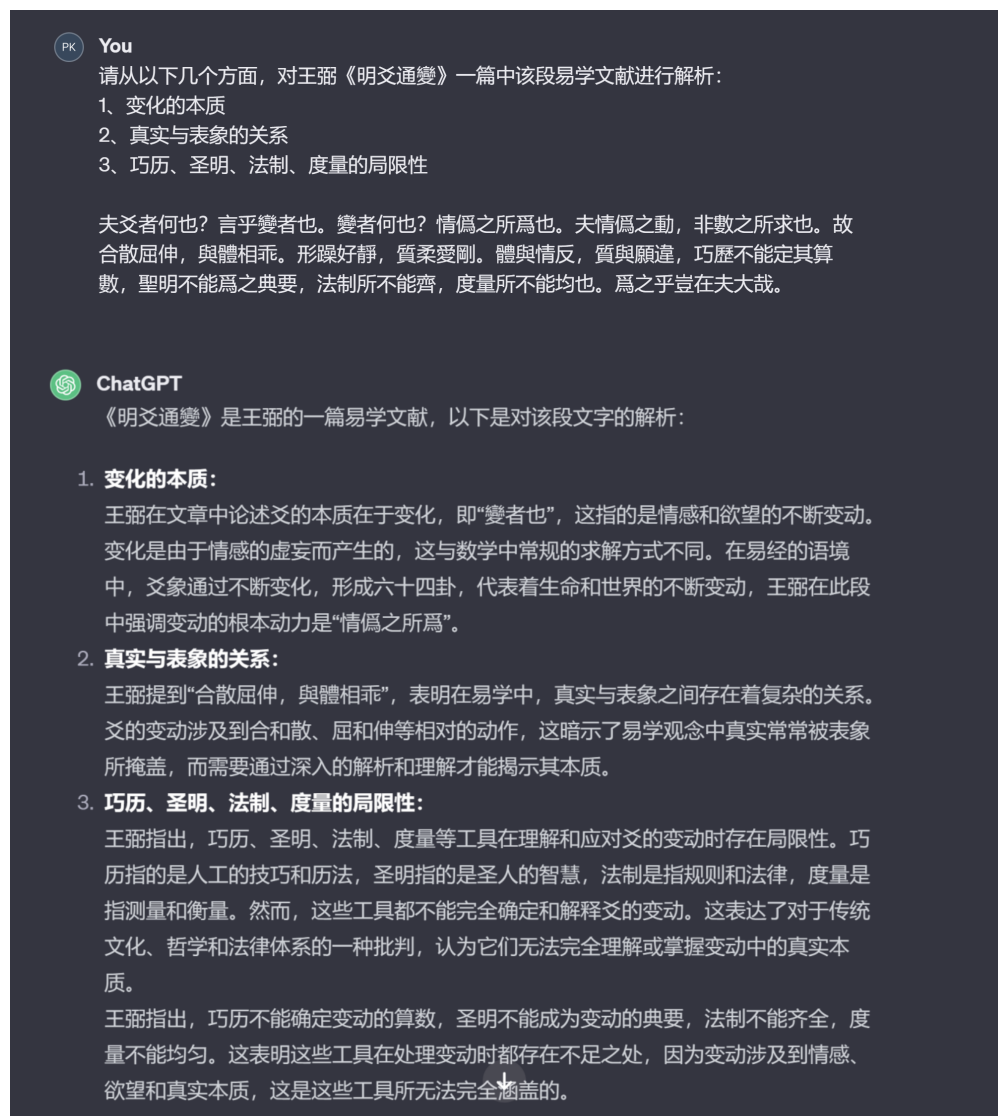 PK You
请从以下几个方面，对王弼《明爻通變》一篇中该段易学文献进行解析：
1、变化的本质
2、真实与表象的关系
3、巧历、圣明、法制、度量的局限性
夫爻者何也？言乎變者也。變者何也？情僞之所爲也。夫情僞之動，非數之所求也。故
合散屈伸，與體相乖。形躁好靜，質柔愛剛。體與情反，質與願違，巧歷不能定其算
數，聖明不能爲之典要，法制所不能齊，度量所不能均也。爲之乎豈在夫大哉。
ChatGPT
《明爻通變》是王弼的一篇易学文献，以下是对该段文字的解析：
1. 变化的本质：
王弼在文章中论述爻的本质在于变化，即“變者也”，这指的是情感和欲望的不断变动。
变化是由于情感的虚妄而产生的，这与数学中常规的求解方式不同。在易经的语境
中，爻象通过不断变化，形成六十四卦，代表着生命和世界的不断变动，王弼在此段
中强调变动的根本动力是“情僞之所爲”。
2. 真实与表象的关系：
王弼提到“合散屈伸，與體相乖”，表明在易学中，真实与表象之间存在着复杂的关系。
爻的变动涉及到合和散、屈和伸等相对的动作，这暗示了易学观念中真实常常被表象
所掩盖，而需要通过深入的解析和理解才能揭示其本质。
3. 巧历、圣明、法制、度量的局限性：
王弼指出，巧历、圣明、法制、度量等工具在理解和应对爻的变动时存在局限性。巧
历指的是人工的技巧和历法，圣明指的是圣人的智慧，法制是指规则和法律，度量是
指测量和衡量。然而，这些工具都不能完全确定和解释爻的变动。这表达了对于传统
文化、哲学和法律体系的一种批判，认为它们无法完全理解或掌握变动中的真实本
质。
王弼指出，巧历不能确定变动的算数，圣明不能成为变动的典要，法制不能齐全，度
量不能均匀。这表明这些工具在处理变动时都存在不足之处，因为变动涉及到情感、
欲望和真实本质，这是这些工具所无法完全涵盖的。